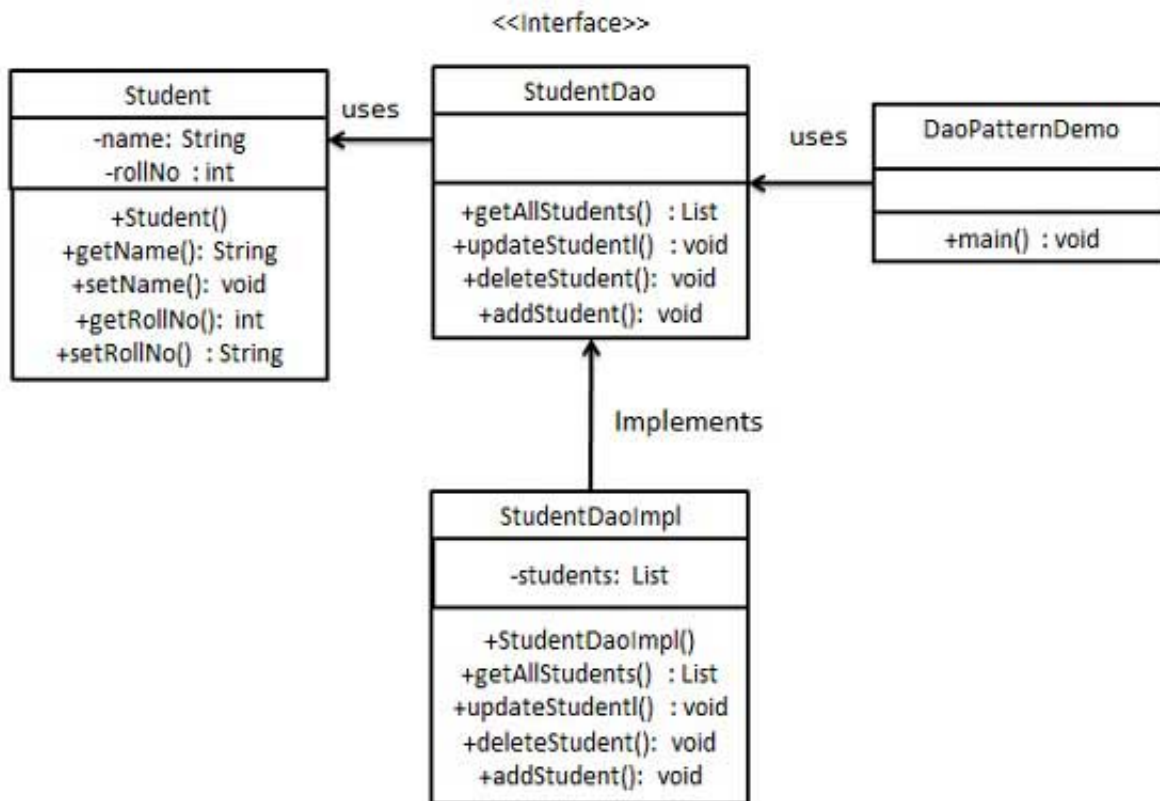 <<Interface>>
Student
-name: String
-rollNo : int
+Student()
+getName(): String
+setName(): void
+getRollNo(): int
+setRollNo() : String
uses
StudentDao
+getAllStudents() : List
+updateStudentl() : void
+deleteStudent(): void
+addStudent(): void
uses
DaoPatternDemo
+main() : void
Implements
StudentDaoImpl
-students: List
+StudentDaoImpl()
+getAllStudents() : List
+updateStudentl() : void
+deleteStudent(): void
+addStudent(): void